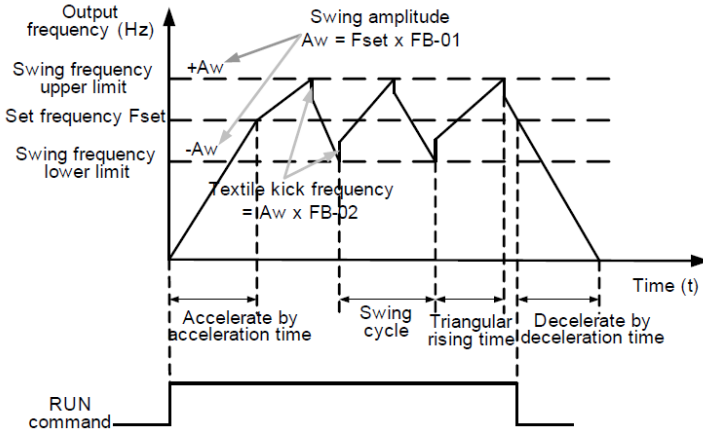 Output
frequency (Hz)
Swing amplitude
Aw = Fset x FB-01
Swing frequency
upper limit
+Aw
Set frequency Fset
Swing frequency
lower limit
-Aw
Textile kick frequency
= Aw x FB-02
Time (t)
Accelerate by
acceleration time
Swing
cycle
Triangular
rising time
Decelerate by
deceleration time
RUN
command